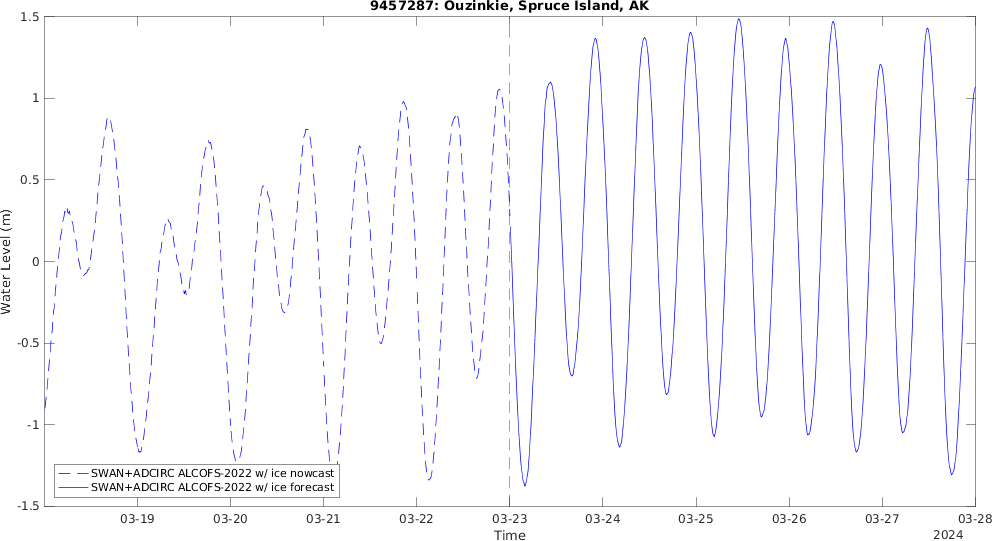 9457287: Ouzinkie, Spruce Island, AK
1.5
1
0.5
0
-0.5
-1
-1.5
Water Level (m)
SWAN+ADCIRC ALCOFS-2022 w/ ice nowcast
SWAN+ADCIRC ALCOFS-2022 w/ ice forecast
03-19 03-20 03-21 03-22 03-23 03-24 03-25 03-26 03-27 03-28
Time
2024